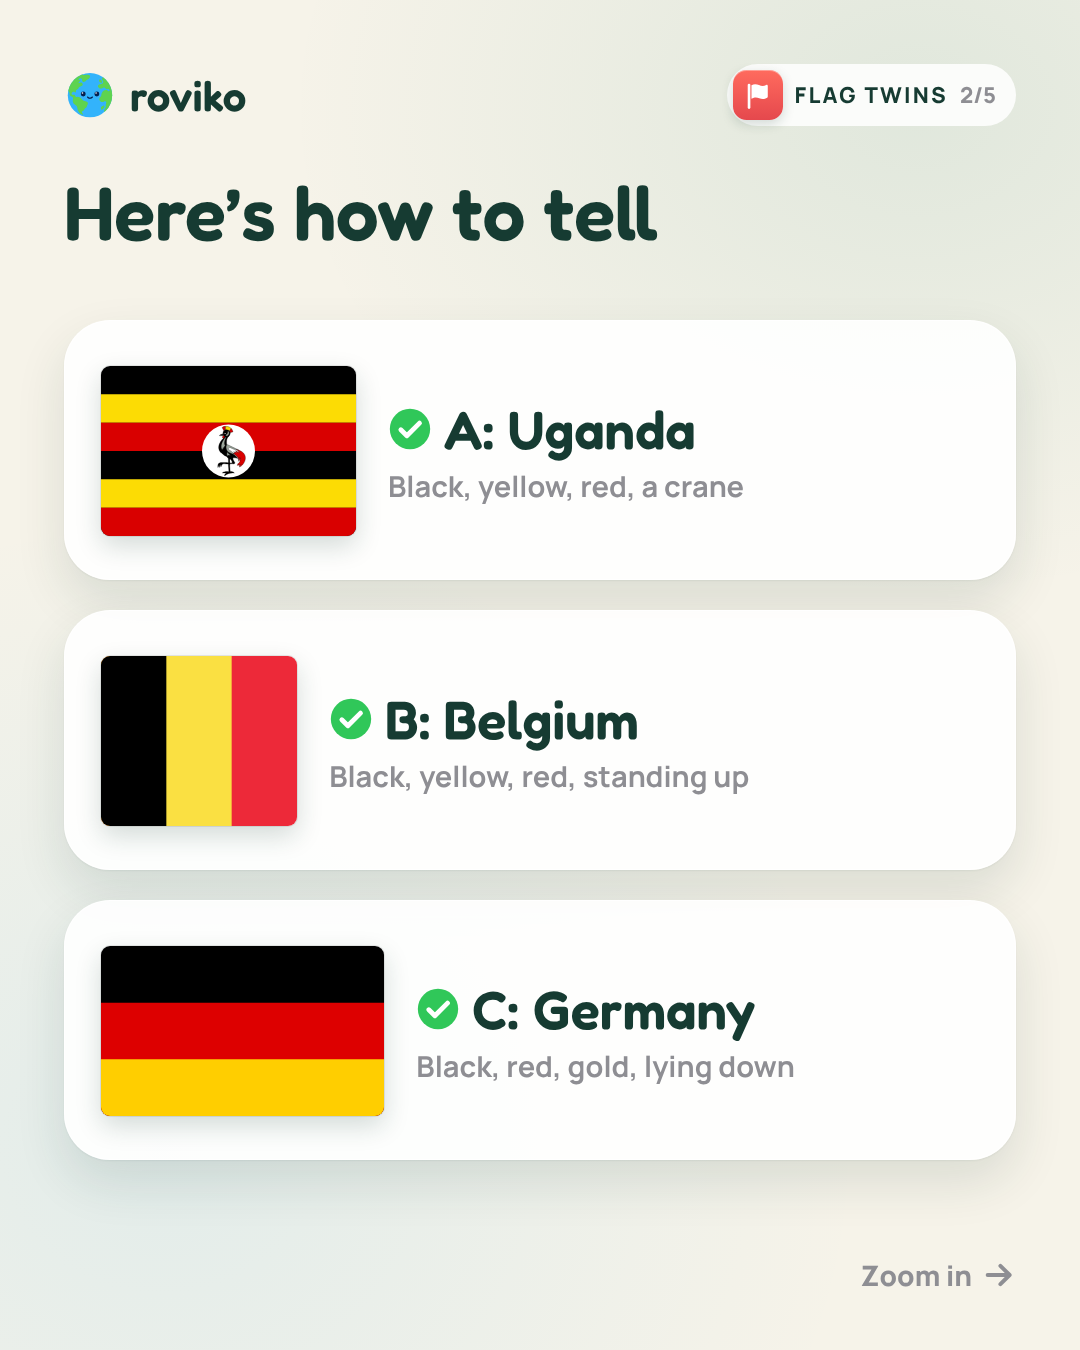 roviko
FLAG TWINS 2/5
Here’s how to tell
A: Uganda
Black, yellow, red, a crane
B: Belgium
Black, yellow, red, standing up
C: Germany
Black, red, gold, lying down
Zoom in →